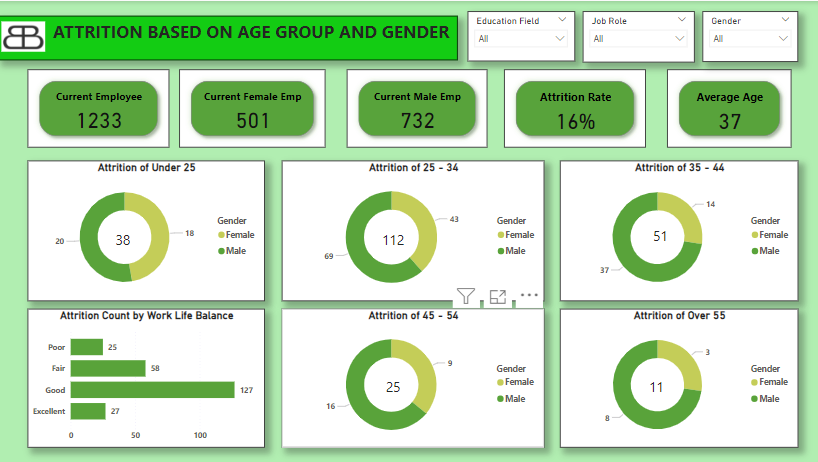 ATTRITION BASED ON AGE GROUP AND GENDER
Education Field
All
Job Role
All
Gender
All
Current Employee
1233
Current Female Emp
501
Current Male Emp
732
Attrition Rate
16%
Average Age
37
Attrition of Under 25
20
38
18
Gender
Female
Male
Attrition of 25 - 34
69
112
43
Gender
Female
Male
Attrition of 35 - 44
37
51
14
Gender
Female
Male
Attrition Count by Work Life Balance
Poor 25
Fair 58
Good 127
Excellent 27
0 50 100
Attrition of 45 - 54
16
25
9
Gender
Female
Male
Attrition of Over 55
8
11
3
Gender
Female
Male